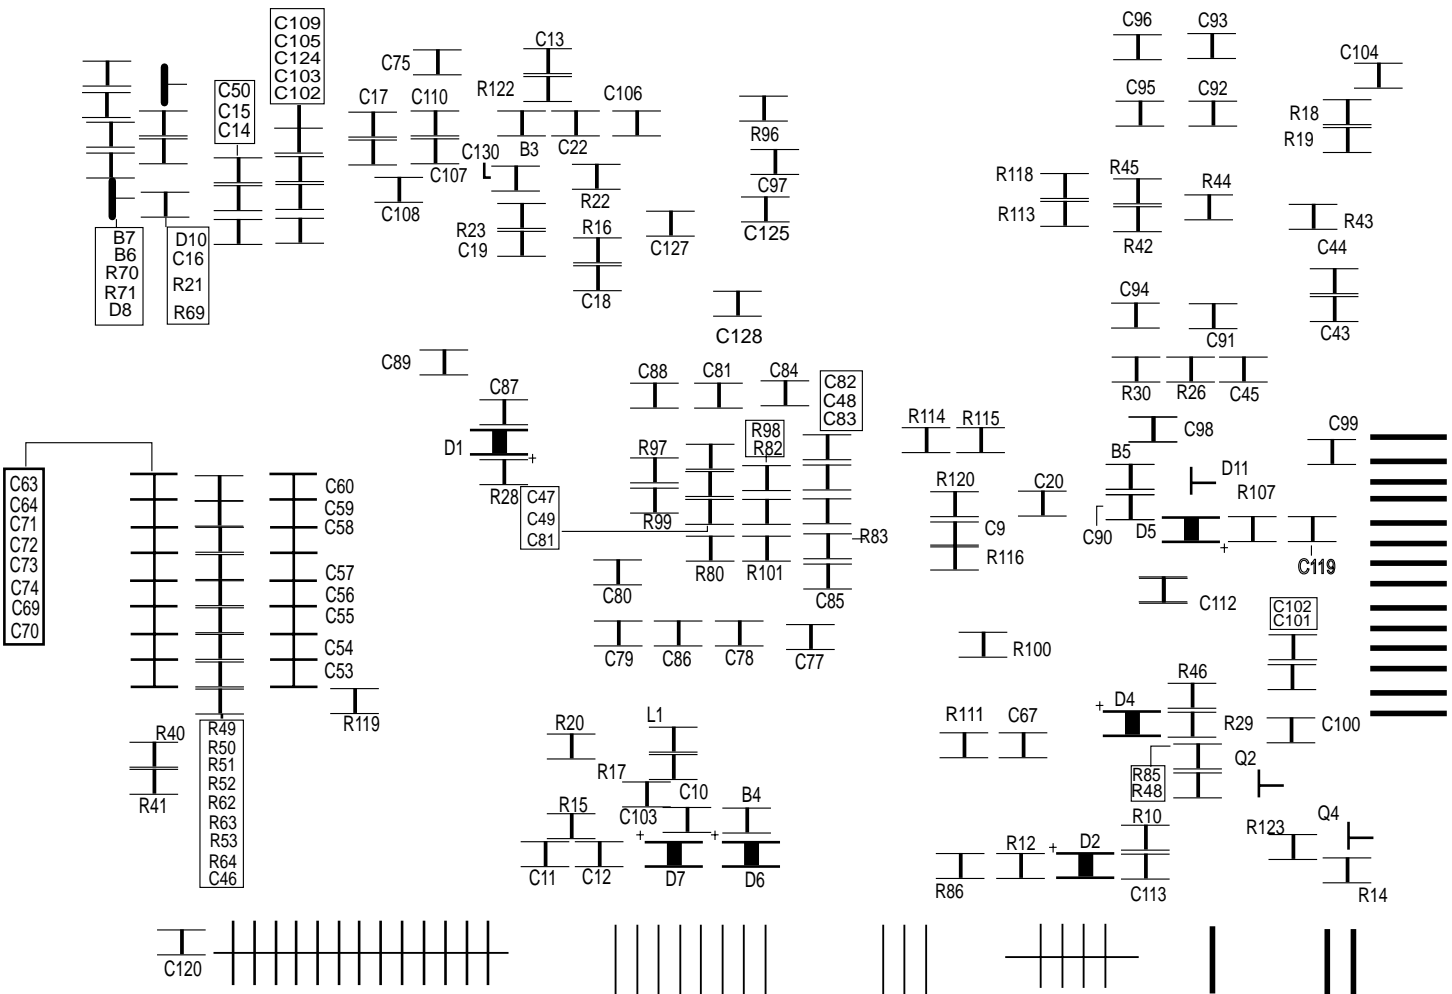 C109
C105
C124
C103
C102
C13
C75
C96
C93
C104
C50
C15
C14
C17
C110
R122
C106
C95
C92
R18
R19
R96
C130
L
B3
C22
C107
C97
R118
R45
R44
C108
R22
R113
R43
B7
B6
R70
R71
D8
D10
C16
R21
R69
R23
C19
R16
C127
C125
R42
C44
C18
C94
C128
C91
C43
C89
C87
C88
C81
C84
C82
C48
C83
R30
R26
C45
R114
R115
R98
R82
C98
C99
D1
+
R97
B5
D11
C63
C64
C71
C72
C73
C74
C69
C70
C60
C59
C58
C57
C56
C55
C54
C53
R28
C47
C49
C81
R99
R120
C20
R107
C9
C90
D5
+
R83
R116
C119
R80
R101
C80
C85
C112
C102
C101
C79
C86
C78
C77
R100
R119
R46
D4
+
R40
R49
R50
R51
R52
R62
R63
R53
R64
C46
R20
L1
R111
C67
R29
C100
R41
R17
C10
B4
R85
R48
Q2
R15
C103
+
+
R10
R123
Q4
R12
+
D2
C11
C12
D7
D6
R86
C113
R14
C120